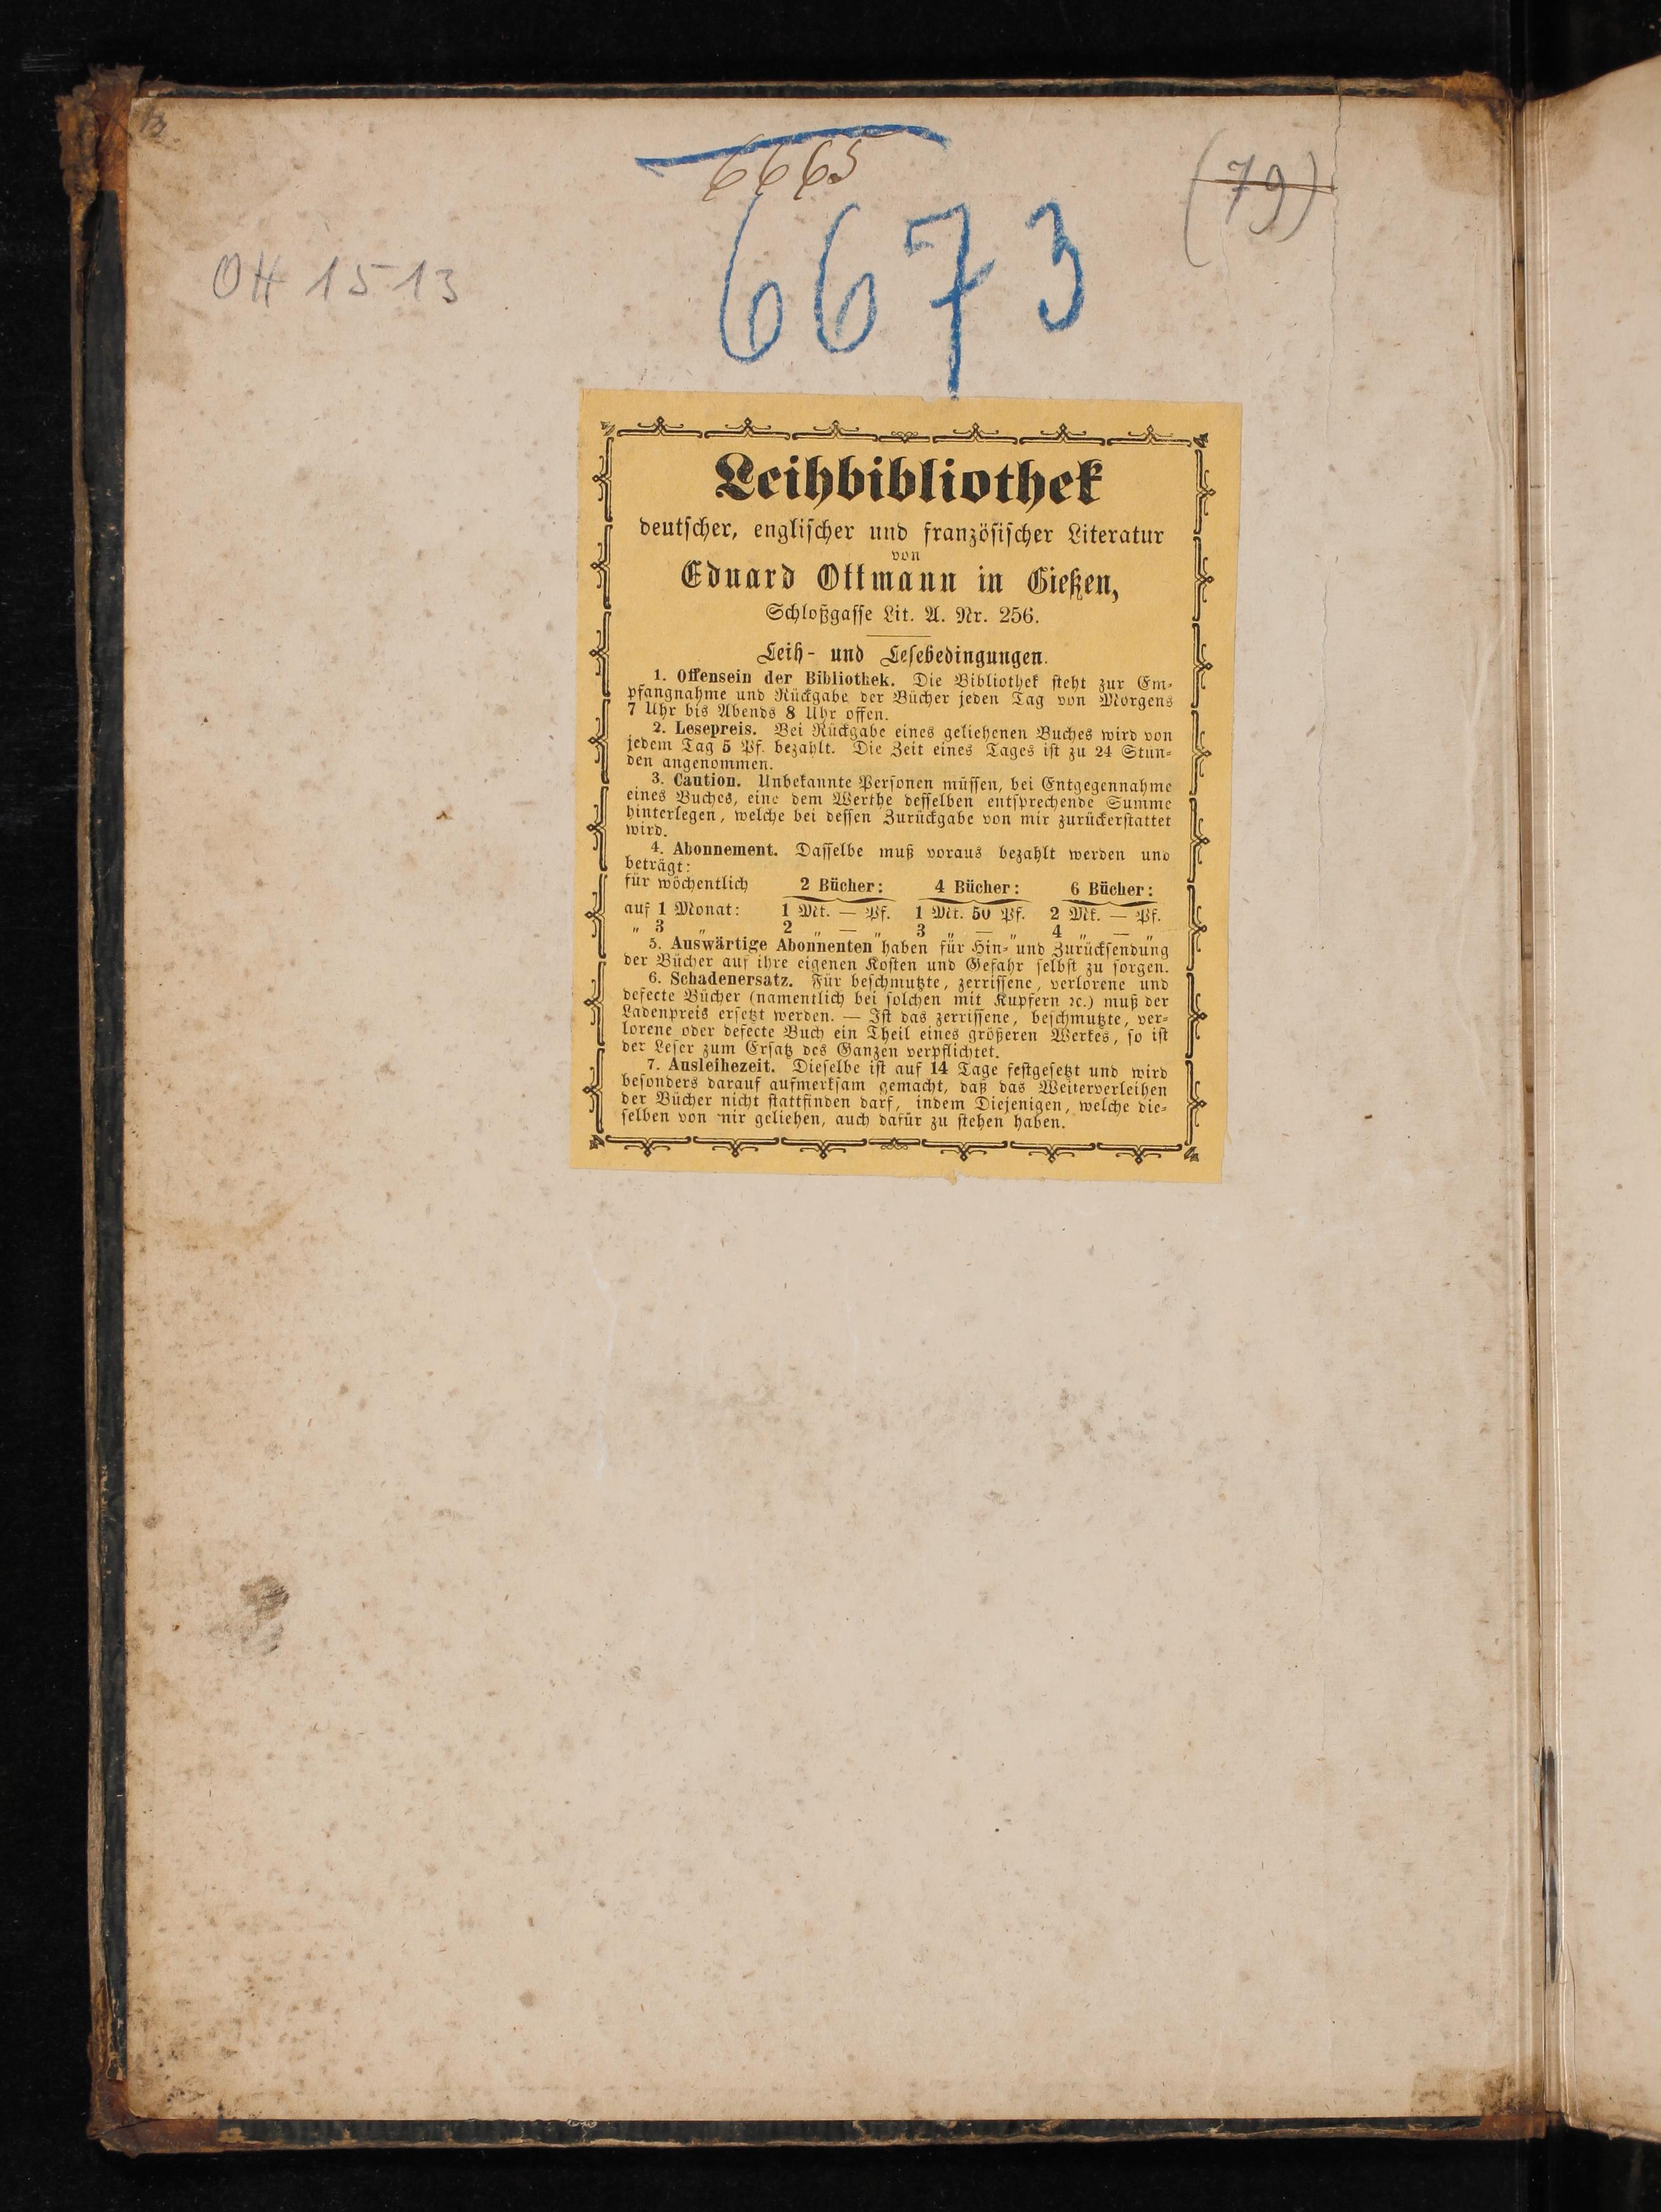 6665
(79)
6673
OH 1513
Leihbibliothek
deutscher, englischer und französischer Literatur
von
Eduard Ottmann in Gießen,
Schloßgasse Lit. A. Nr. 256.
Leih- und Lesebedingungen.
1. Offensein der Bibliothek. Die Bibliothek steht zur Em-
pfangnahme und Rückgabe der Bücher jeden Tag von Morgens
7 Uhr bis Abends 8 Uhr offen.
2. Lesepreis. Bei Rückgabe eines geliehenen Buches wird von
jedem Tag 5 Pf. bezahlt. Die Zeit eines Tages ist zu 24 Stun-
den angenommen.
3. Caution. Unbekannte Personen müssen, bei Entgegennahme
eines Buches, eine dem Werthe desselben entsprechende Summe
hinterlegen, welche bei dessen Zurückgabe von mir zurückerstattet
wird.
4. Abonnement. Dasselbe muß voraus bezahlt werden und
beträgt:
für wöchentlich 2 Bücher: 4 Bücher: 6 Bücher:
auf 1 Monat: 1 Mk. — Pf. 1 Mk. 50 Pf. 2 Mk. — Pf.
„ 3 „ 2 „ — „ 3 „ — „ 4 „ — „
5. Auswärtige Abonnenten haben für Hin- und Zurücksendung
der Bücher auf ihre eigenen Kosten und Gefahr selbst zu sorgen.
6. Schadenersatz. Für beschmutzte, zerrissene, verlorene und
defecte Bücher (namentlich bei solchen mit Kupfern ꝛc.) muß der
Ladenpreis ersetzt werden. — Ist das zerrissene, beschmutzte, ver-
lorene oder defecte Buch ein Theil eines größeren Werkes, so ist
der Leser zum Ersatz des Ganzen verpflichtet.
7. Ausleihezeit. Dieselbe ist auf 14 Tage festgesetzt und wird
besonders darauf aufmerksam gemacht, daß das Weiterverleihen
der Bücher nicht stattfinden darf, indem Diejenigen, welche die-
selben von mir geliehen, auch dafür zu stehen haben.